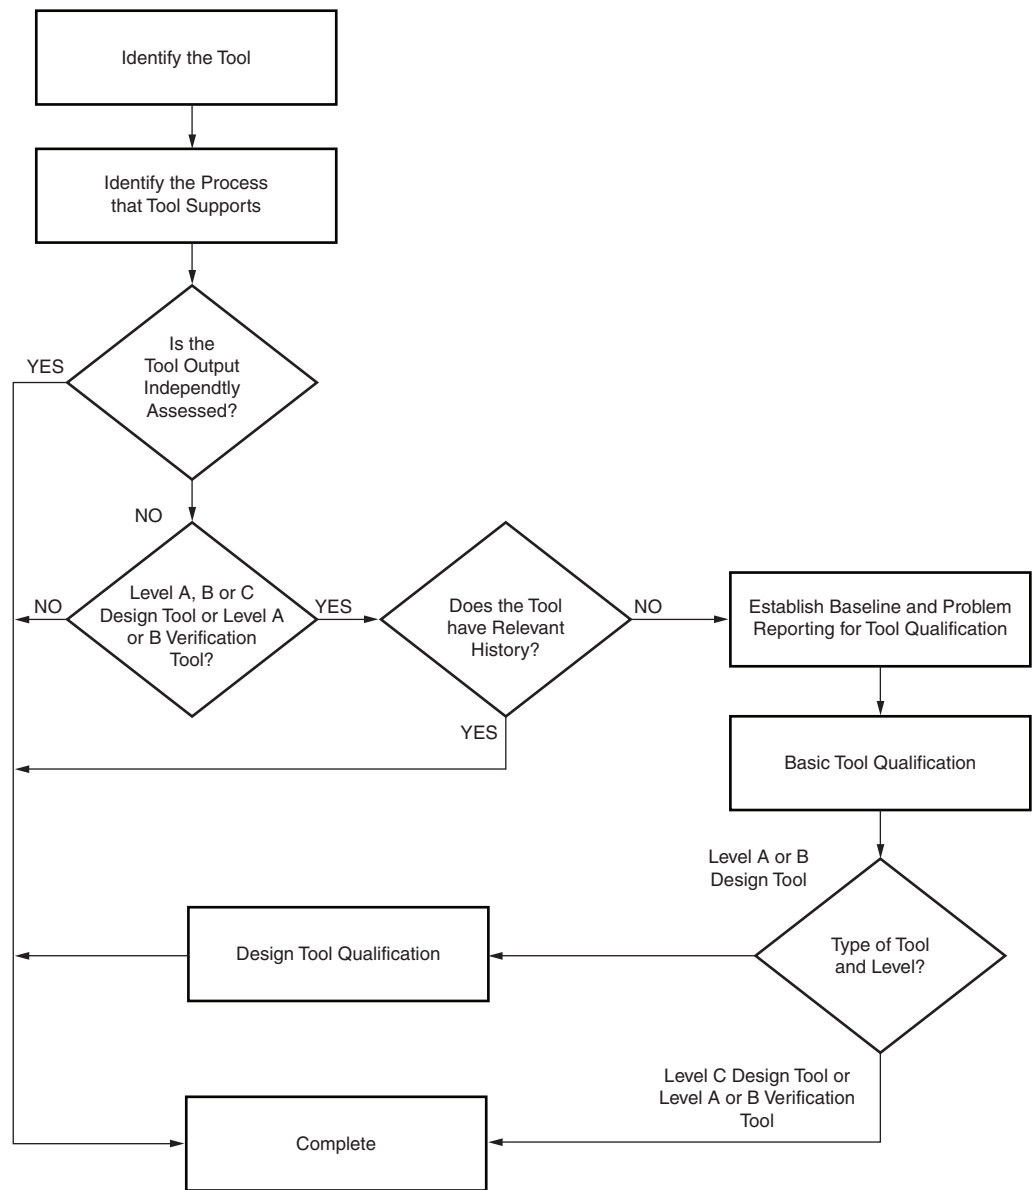 Identify the Tool
Identify the Process
that Tool Supports
Is the
Tool Output
Independtly
Assessed?
YES
NO
Level A, B or C
Design Tool or Level A
or B Verification
Tool?
NO
YES
Does the Tool
have Relevant
History?
NO
YES
Establish Baseline and Problem
Reporting for Tool Qualification
Basic Tool Qualification
Level A or B
Design Tool
Type of Tool
and Level?
Design Tool Qualification
Level C Design Tool or
Level A or B Verification
Tool
Complete